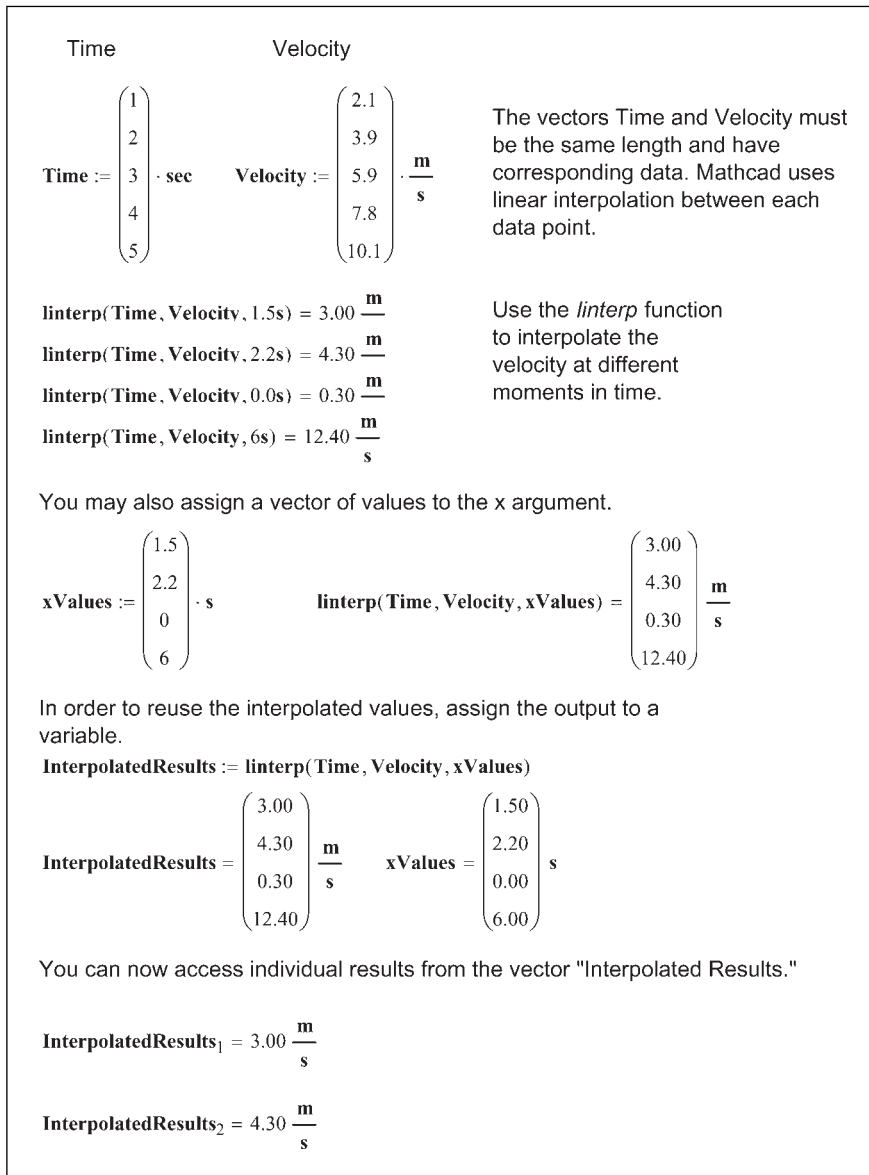 Time Velocity
Time := (1 2 3 4 5) · sec Velocity := (2.1 3.9 5.9 7.8 10.1) · m/s
The vectors Time and Velocity must
be the same length and have
corresponding data. Mathcad uses
linear interpolation between each
data point.
linterp(Time, Velocity, 1.5s) = 3.00 m
linterp(Time, Velocity, 2.2s) = 4.30 m
linterp(Time, Velocity, 0.0s) = 0.30 m
linterp(Time, Velocity, 6s) = 12.40 m/s
Use the linterp function
to interpolate the
velocity at different
moments in time.
You may also assign a vector of values to the x argument.
xValues := (1.5 2.2 0 6) · s linterp(Time, Velocity, xValues) = (3.00 4.30 0.30 12.40) m/s
In order to reuse the interpolated values, assign the output to a
variable.
InterpolatedResults := linterp(Time, Velocity, xValues)
InterpolatedResults = (3.00 4.30 0.30 12.40) m/s xValues = (1.50 2.20 0.00 6.00) s
You can now access individual results from the vector "Interpolated Results."
InterpolatedResults₁ = 3.00 m/s
InterpolatedResults₂ = 4.30 m/s